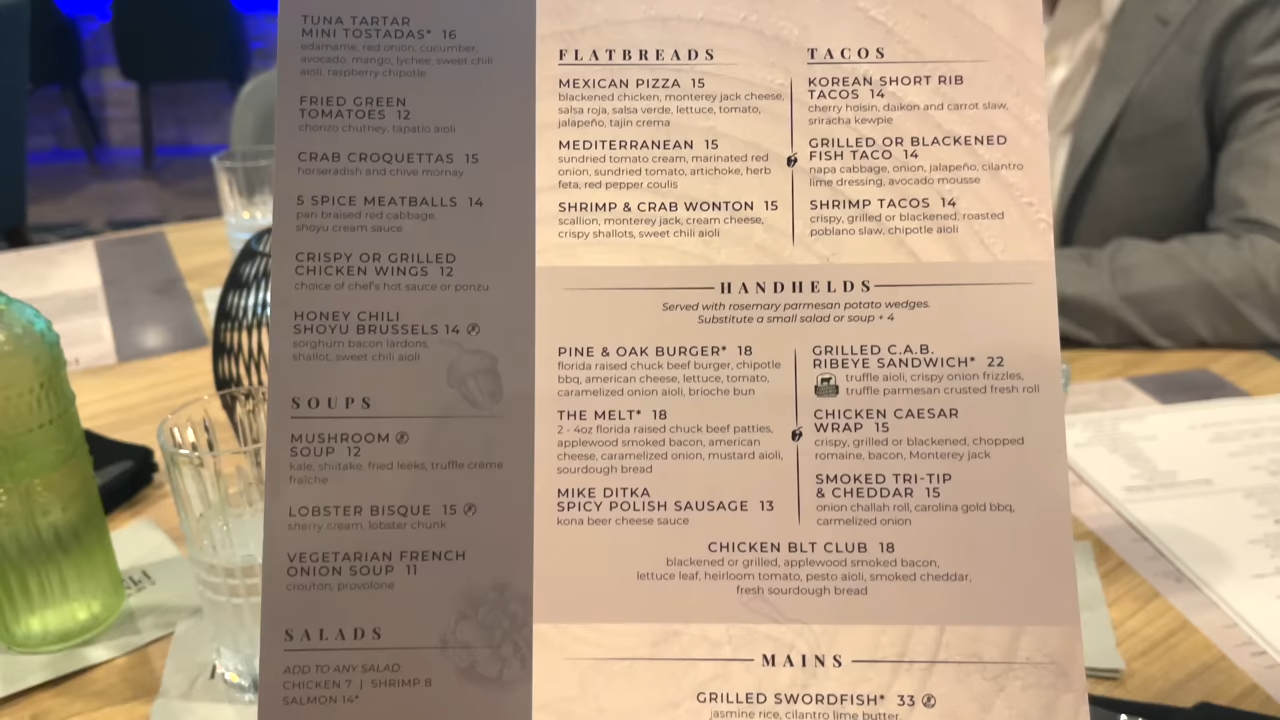 TUNA TARTAR
MINI TOSTADAS* 16
edamame, red onion, cucumber,
avocado, mango, lychee, sweet chili
aioli, raspberry chipotle
FRIED GREEN
TOMATOES 12
chorizo chutney, tapatio aioli
CRAB CROQUETTAS 15
horseradish and chive mornay
5 SPICE MEATBALLS 14
pan braised red cabbage,
shoyu cream sauce
CRISPY OR GRILLED
CHICKEN WINGS 12
choice of chef's hot sauce or ponzu
HONEY CHILI
SHOYU BRUSSELS 14
sorghum bacon lardons,
shallot, sweet chili aioli
SOUPS
MUSHROOM
SOUP 12
kale, shiitake, fried leeks, truffle crème
fraîche
LOBSTER BISQUE 15
sherry cream, lobster chunk
VEGETARIAN FRENCH
ONION SOUP 11
crouton, provolone
SALADS
ADD TO ANY SALAD
CHICKEN 7 | SHRIMP 8
SALMON 14*
FLATBREADS
MEXICAN PIZZA 15
blackened chicken, monterey jack cheese,
salsa roja, salsa verde, lettuce, tomato,
jalapeño, tajin crema
MEDITERRANEAN 15
sundried tomato cream, marinated red
onion, sundried tomato, artichoke, herb
feta, red pepper coulis
SHRIMP & CRAB WONTON 15
scallion, monterey jack, cream cheese,
crispy shallots, sweet chili aioli
TACOS
KOREAN SHORT RIB
TACOS 14
cherry hoisin, daikon and carrot slaw,
sriracha kewpie
GRILLED OR BLACKENED
FISH TACO 14
napa cabbage, onion, jalapeño, cilantro
lime dressing, avocado mousse
SHRIMP TACOS 14
crispy, grilled or blackened, roasted
poblano slaw, chipotle aioli
HANDHELDS
Served with rosemary parmesan potato wedges.
Substitute a small salad or soup + 4
PINE & OAK BURGER* 18
florida raised chuck beef burger, chipotle
bbq, american cheese, lettuce, tomato,
caramelized onion aioli, brioche bun
THE MELT* 18
2 - 4oz florida raised chuck beef patties,
applewood smoked bacon, american
cheese, caramelized onion, mustard aioli,
sourdough bread
MIKE DITKA
SPICY POLISH SAUSAGE 13
kona beer cheese sauce
GRILLED C.A.B.
RIBEYE SANDWICH* 22
truffle aioli, crispy onion frizzles,
truffle parmesan crusted fresh roll
CHICKEN CAESAR
WRAP 15
crispy, grilled or blackened, chopped
romaine, bacon, Monterey jack
SMOKED TRI-TIP
& CHEDDAR 15
onion challah roll, carolina gold bbq,
carmelized onion
CHICKEN BLT CLUB 18
blackened or grilled, applewood smoked bacon,
lettuce leaf, heirloom tomato, pesto aioli, smoked cheddar,
fresh sourdough bread
MAINS
GRILLED SWORDFISH* 33
jasmine rice, cilantro lime butter,